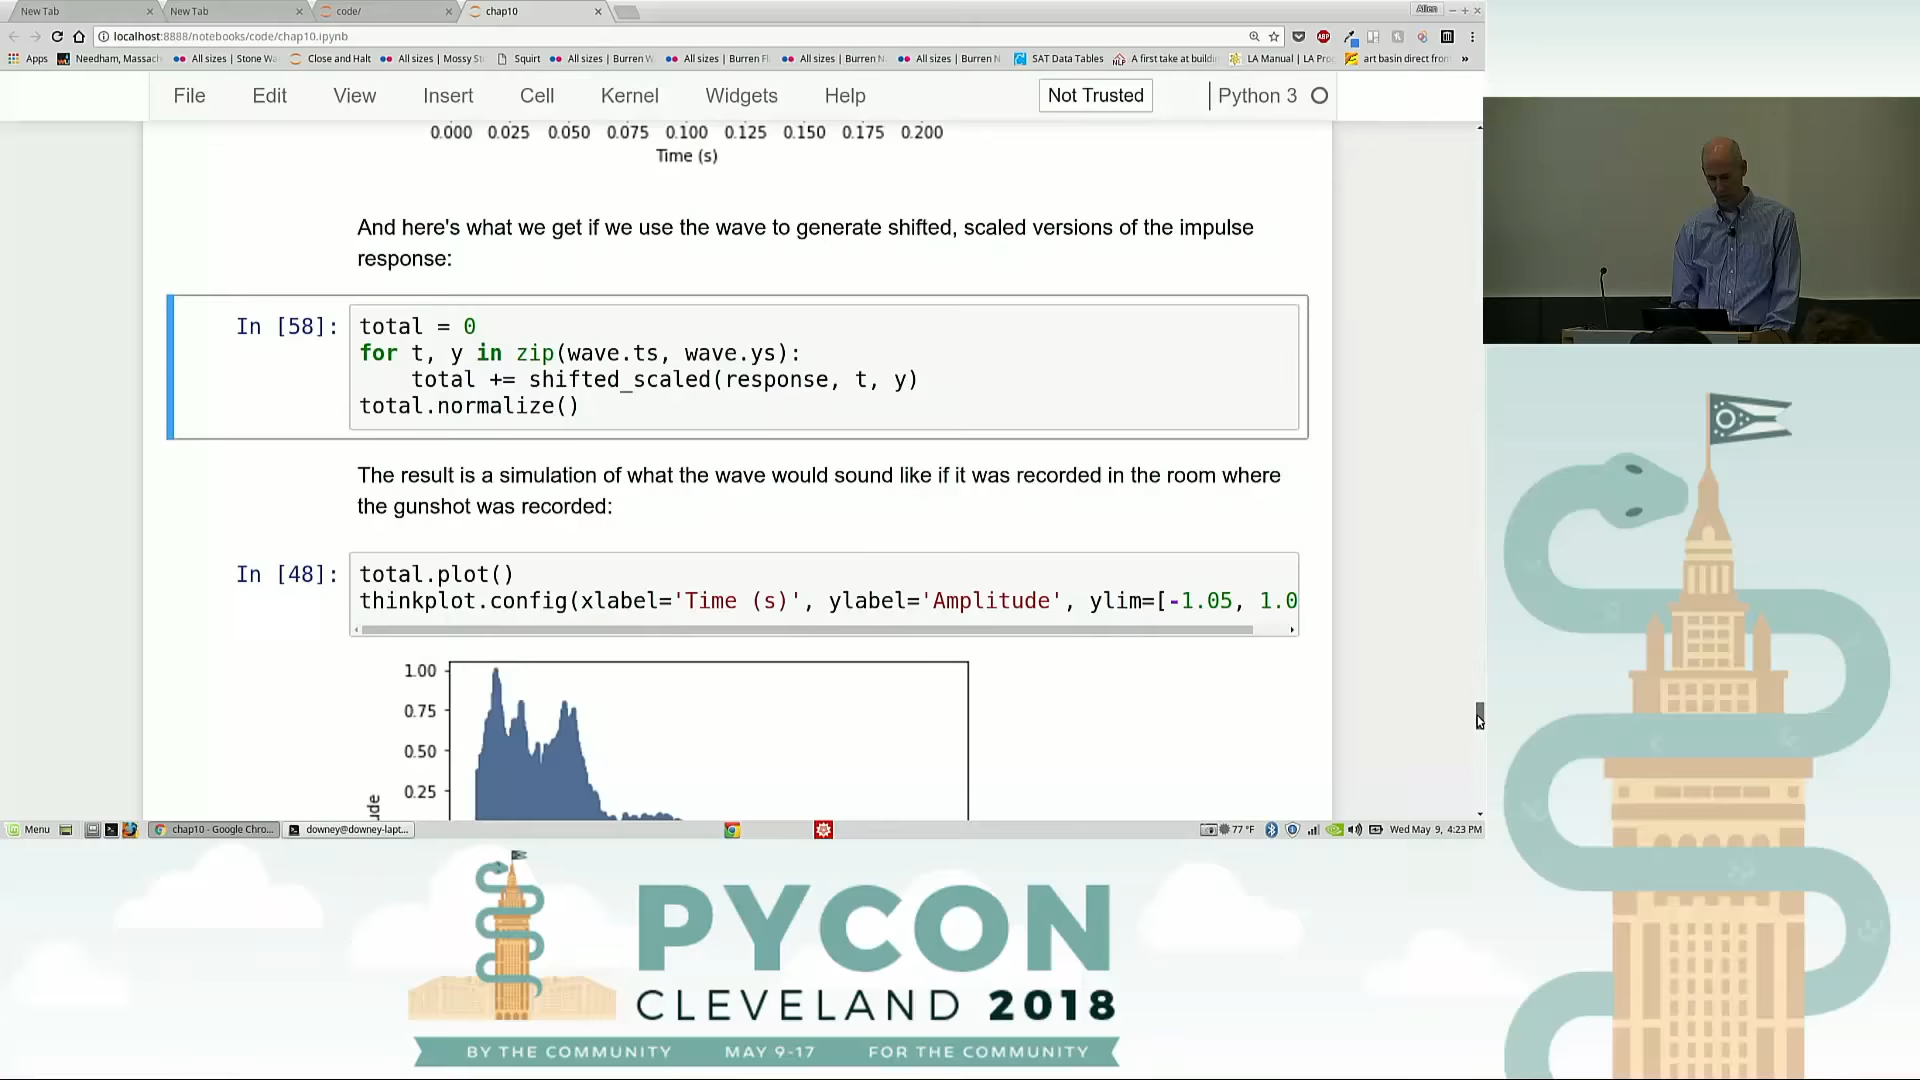 New Tab
New Tab
code/
chap10
Allen
localhost:8888/notebooks/code/chap10.ipynb
Apps
Needham, Massach
All sizes | Stone Wa
Close and Halt
All sizes | Mossy St
Squirt
All sizes | Burren W
All sizes | Burren Fl
All sizes | Burren N
All sizes | Burren N
SAT Data Tables
A first take at buildi
LA Manual | LA Pro
art basin direct from
»
File Edit View Insert Cell Kernel Widgets Help
Not Trusted
Python 3
0.000 0.025 0.050 0.075 0.100 0.125 0.150 0.175 0.200
Time (s)
And here's what we get if we use the wave to generate shifted, scaled versions of the impulse
response:
In [58]:
total = 0
for t, y in zip(wave.ts, wave.ys):
    total += shifted_scaled(response, t, y)
total.normalize()
The result is a simulation of what the wave would sound like if it was recorded in the room where
the gunshot was recorded:
In [48]:
total.plot()
thinkplot.config(xlabel='Time (s)', ylabel='Amplitude', ylim=[-1.05, 1.0
1.00
0.75
0.50
0.25
ude
Menu
chap10 - Google Chro...
downey@downey-lapt...
77 °F
Wed May 9, 4:23 PM
PYCON
CLEVELAND 2018
BY THE COMMUNITY MAY 9-17 FOR THE COMMUNITY